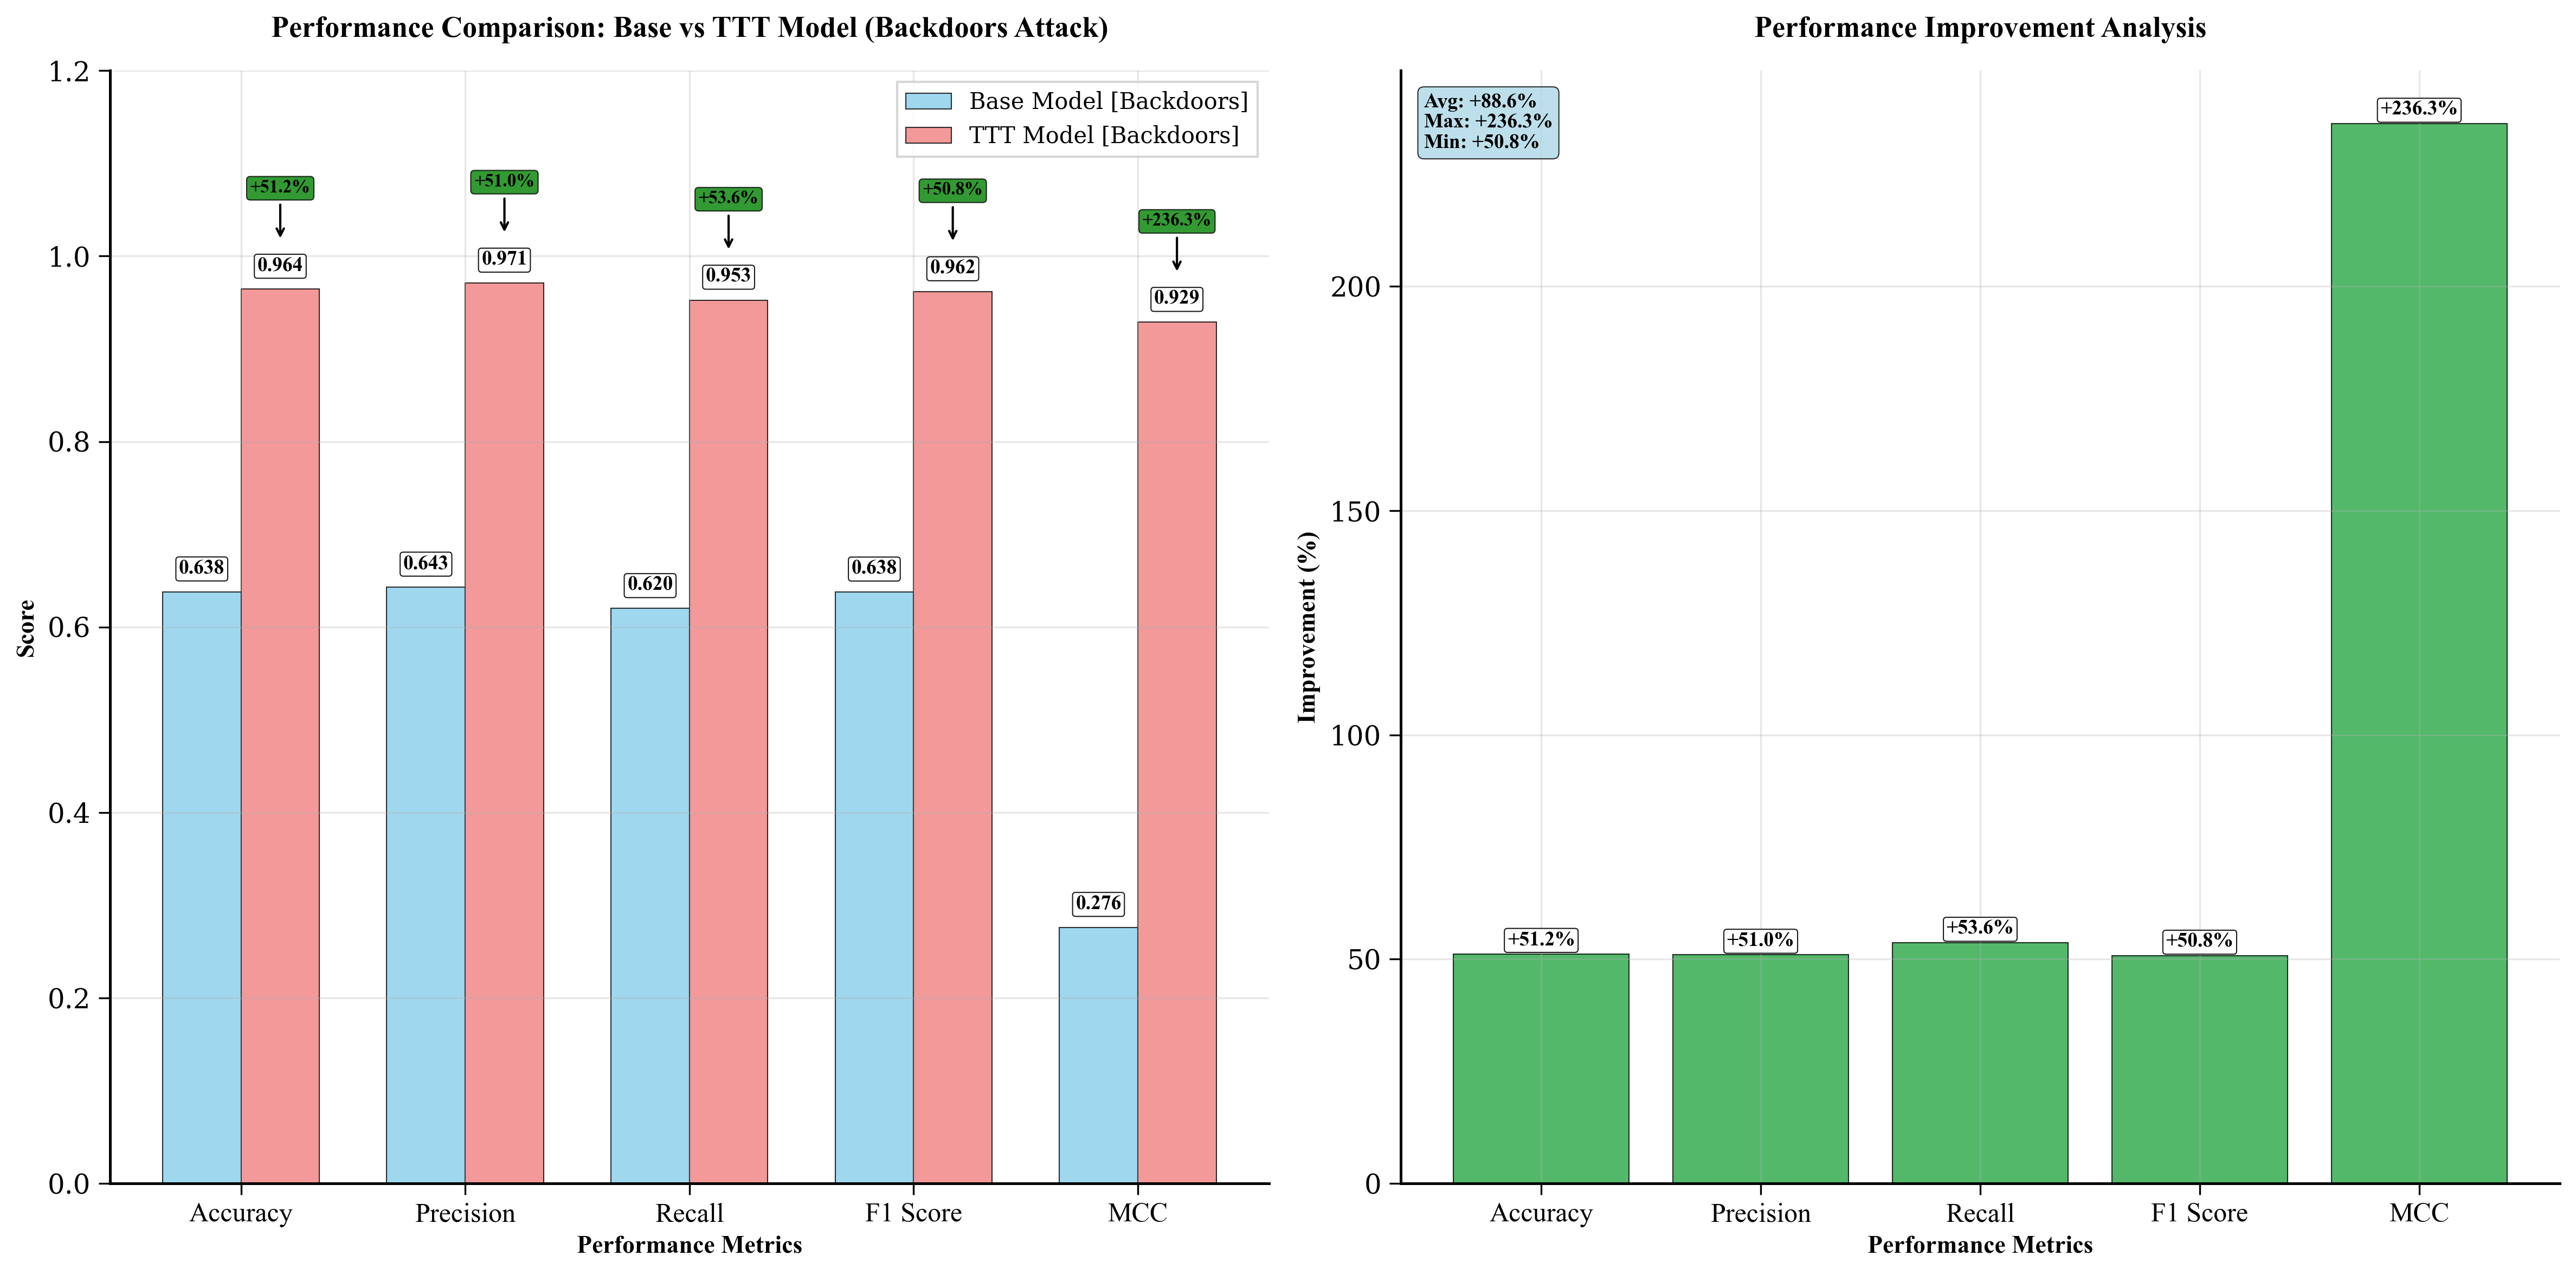 Performance Comparison: Base vs TTT Model (Backdoors Attack)
Base Model [Backdoors]
TTT Model [Backdoors]
+51.2%
+51.0%
+53.6%
+50.8%
+236.3%
0.964
0.971
0.953
0.962
0.929
0.638
0.643
0.620
0.638
0.276
1.2
1.0
0.8
0.6
0.4
0.2
0.0
Score
Accuracy
Precision
Recall
F1 Score
MCC
Performance Metrics
Performance Improvement Analysis
Avg: +88.6%
Max: +236.3%
Min: +50.8%
+51.2%
+51.0%
+53.6%
+50.8%
+236.3%
200
150
100
50
0
Improvement (%)
Accuracy
Precision
Recall
F1 Score
MCC
Performance Metrics